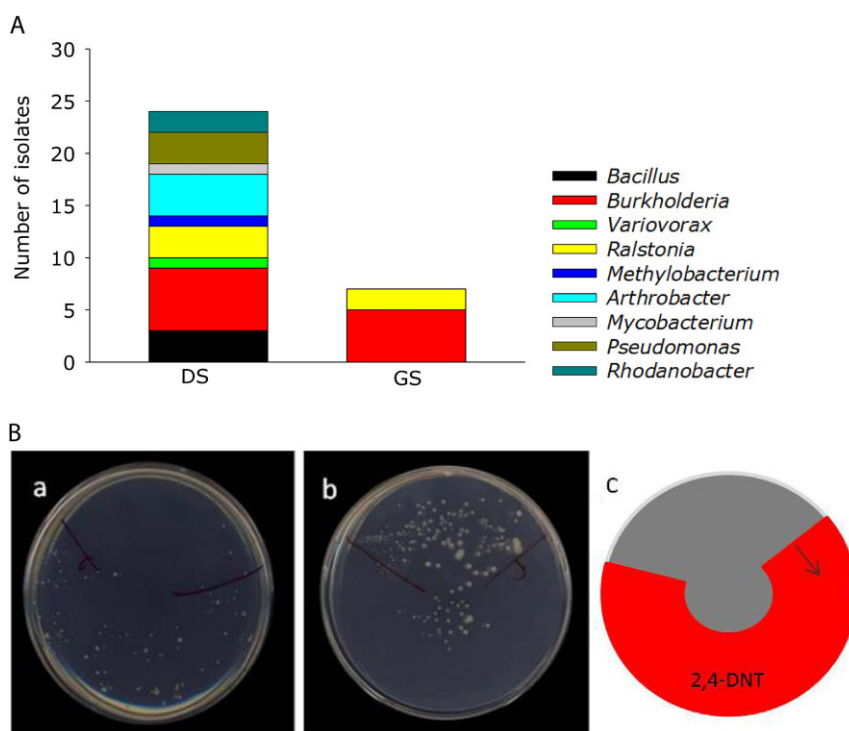 A
30
25
20
15
10
5
0
Number of isolates
DS
GS
Bacillus
Burkholderia
Variovorax
Ralstonia
Methylobacterium
Arthrobacter
Mycobacterium
Pseudomonas
Rhodanobacter
B
a
b
C
2,4-DNT